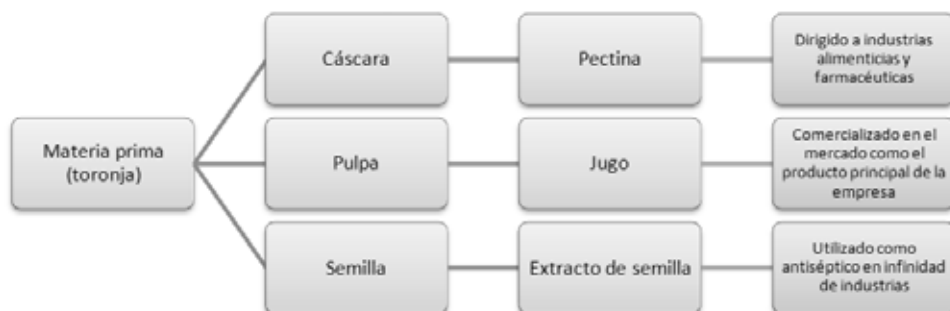 Materia prima
(toronja)
Cáscara
Pectina
Dirigido a industrias
alimenticias y
farmacéuticas
Pulpa
Jugo
Comercializado en el
mercado como el
producto principal de la
empresa
Semilla
Extracto de semilla
Utilizado como
antiséptico en infinidad
de industrias